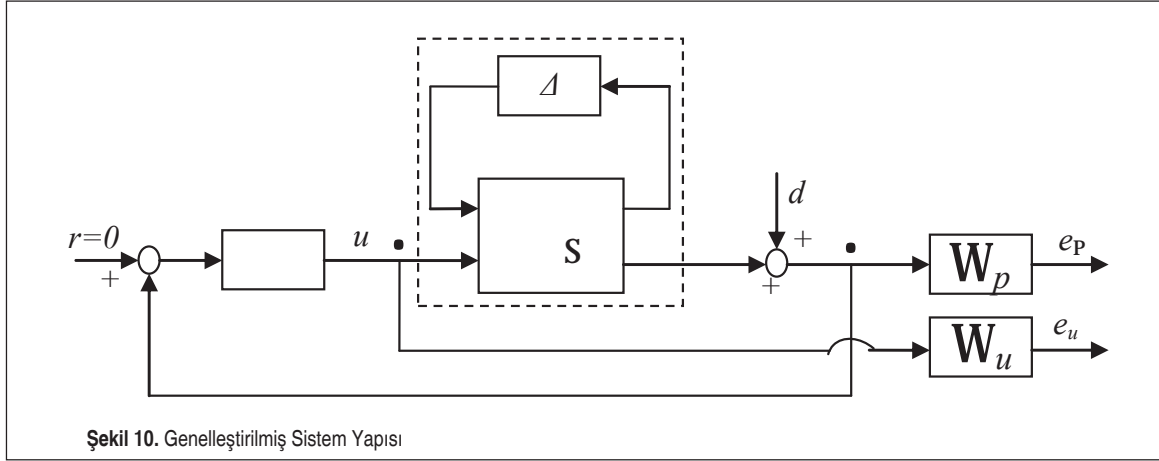 Δ
d
r=0
u
+
S
+
+
W_p
e_P
W_u
e_u
Şekil 10. Genelleştirilmiş Sistem Yapısı